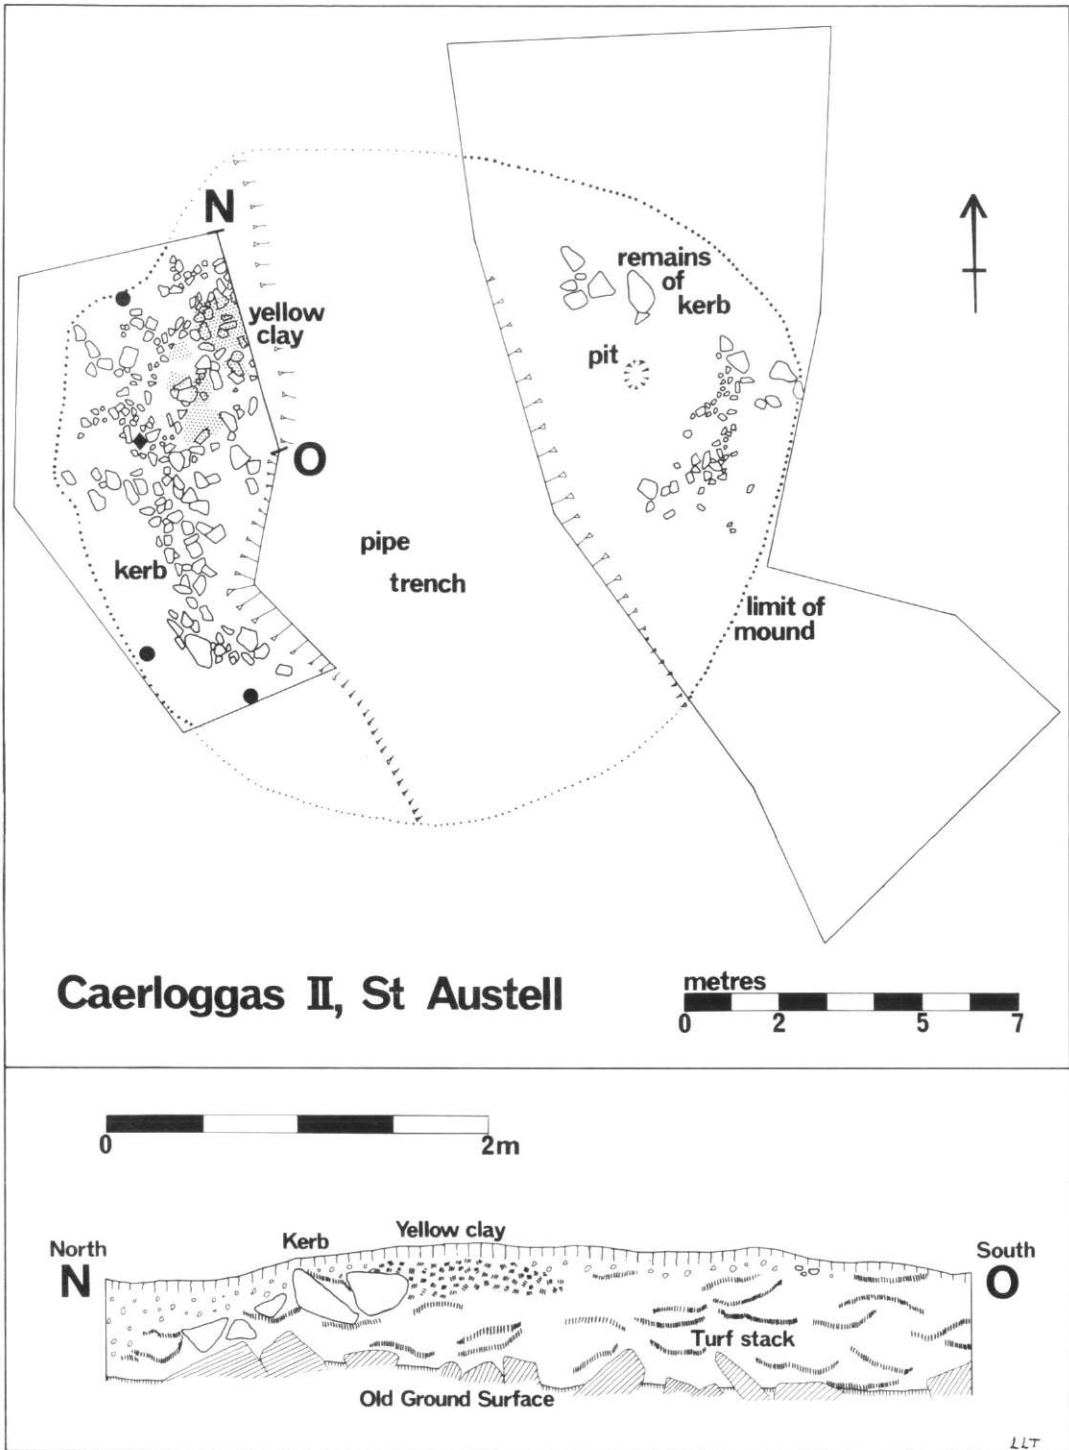 N
remains
of
kerb
yellow
clay
pit
O
pipe
trench
kerb
limit of
mound
Caerloggas II, St Austell
metres
0 2 5 7
0 2m
Yellow clay
Kerb
North
N
South
O
Turf stack
Old Ground Surface
LLT